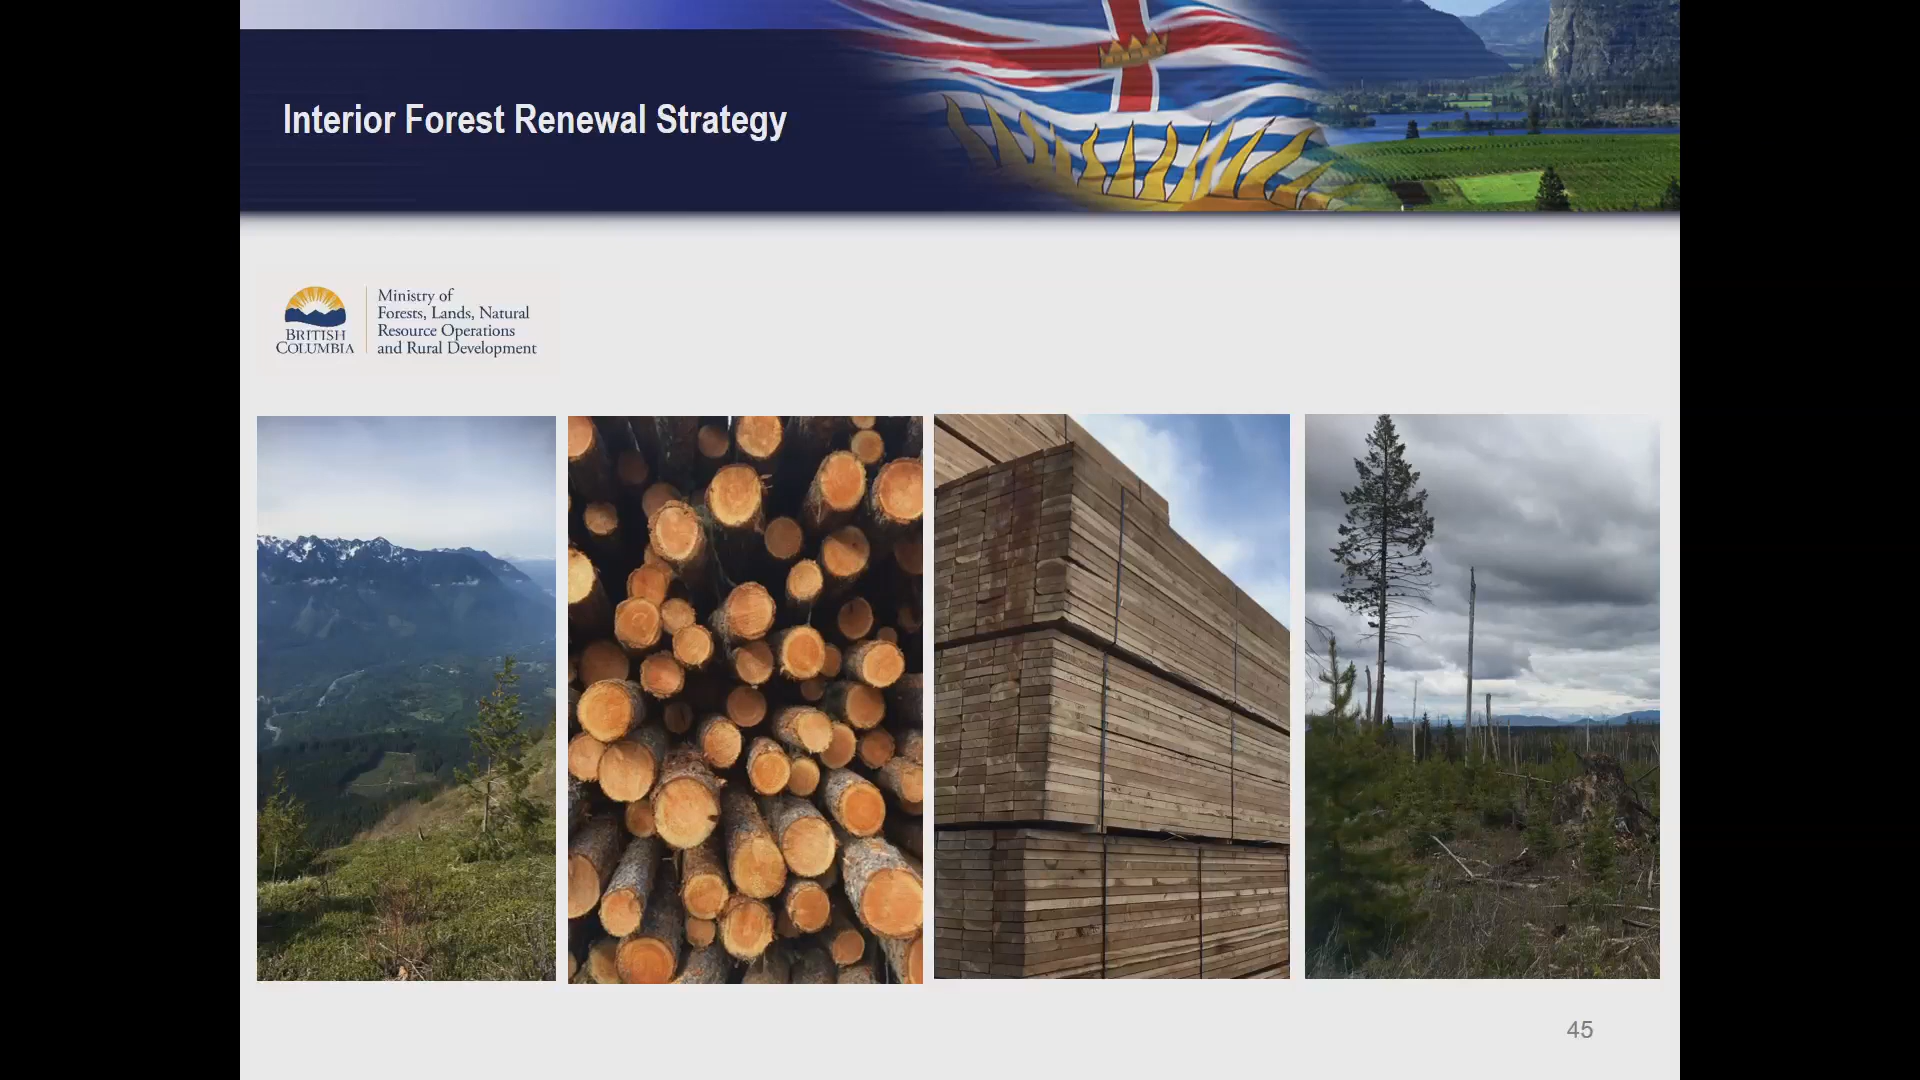 Interior Forest Renewal Strategy
BRITISH
COLUMBIA
Ministry of
Forests, Lands, Natural
Resource Operations
and Rural Development
45